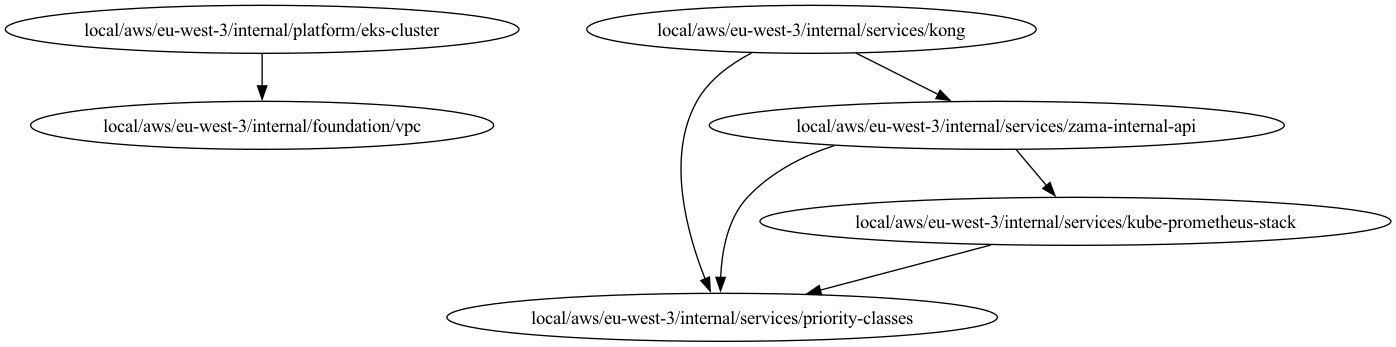 local/aws/eu-west-3/internal/platform/eks-cluster
local/aws/eu-west-3/internal/services/kong
local/aws/eu-west-3/internal/foundation/vpc
local/aws/eu-west-3/internal/services/zama-internal-api
local/aws/eu-west-3/internal/services/kube-prometheus-stack
local/aws/eu-west-3/internal/services/priority-classes